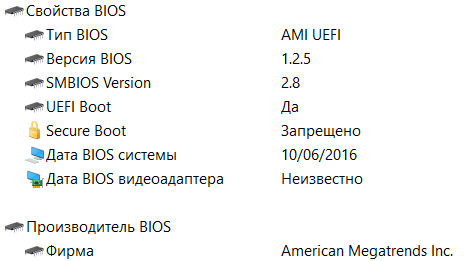 Свойства BIOS
Тип BIOS AMI UEFI
Версия BIOS 1.2.5
SMBIOS Version 2.8
UEFI Boot Да
Secure Boot Запрещено
Дата BIOS системы 10/06/2016
Дата BIOS видеоадаптера Неизвестно
Производитель BIOS
Фирма American Megatrends Inc.